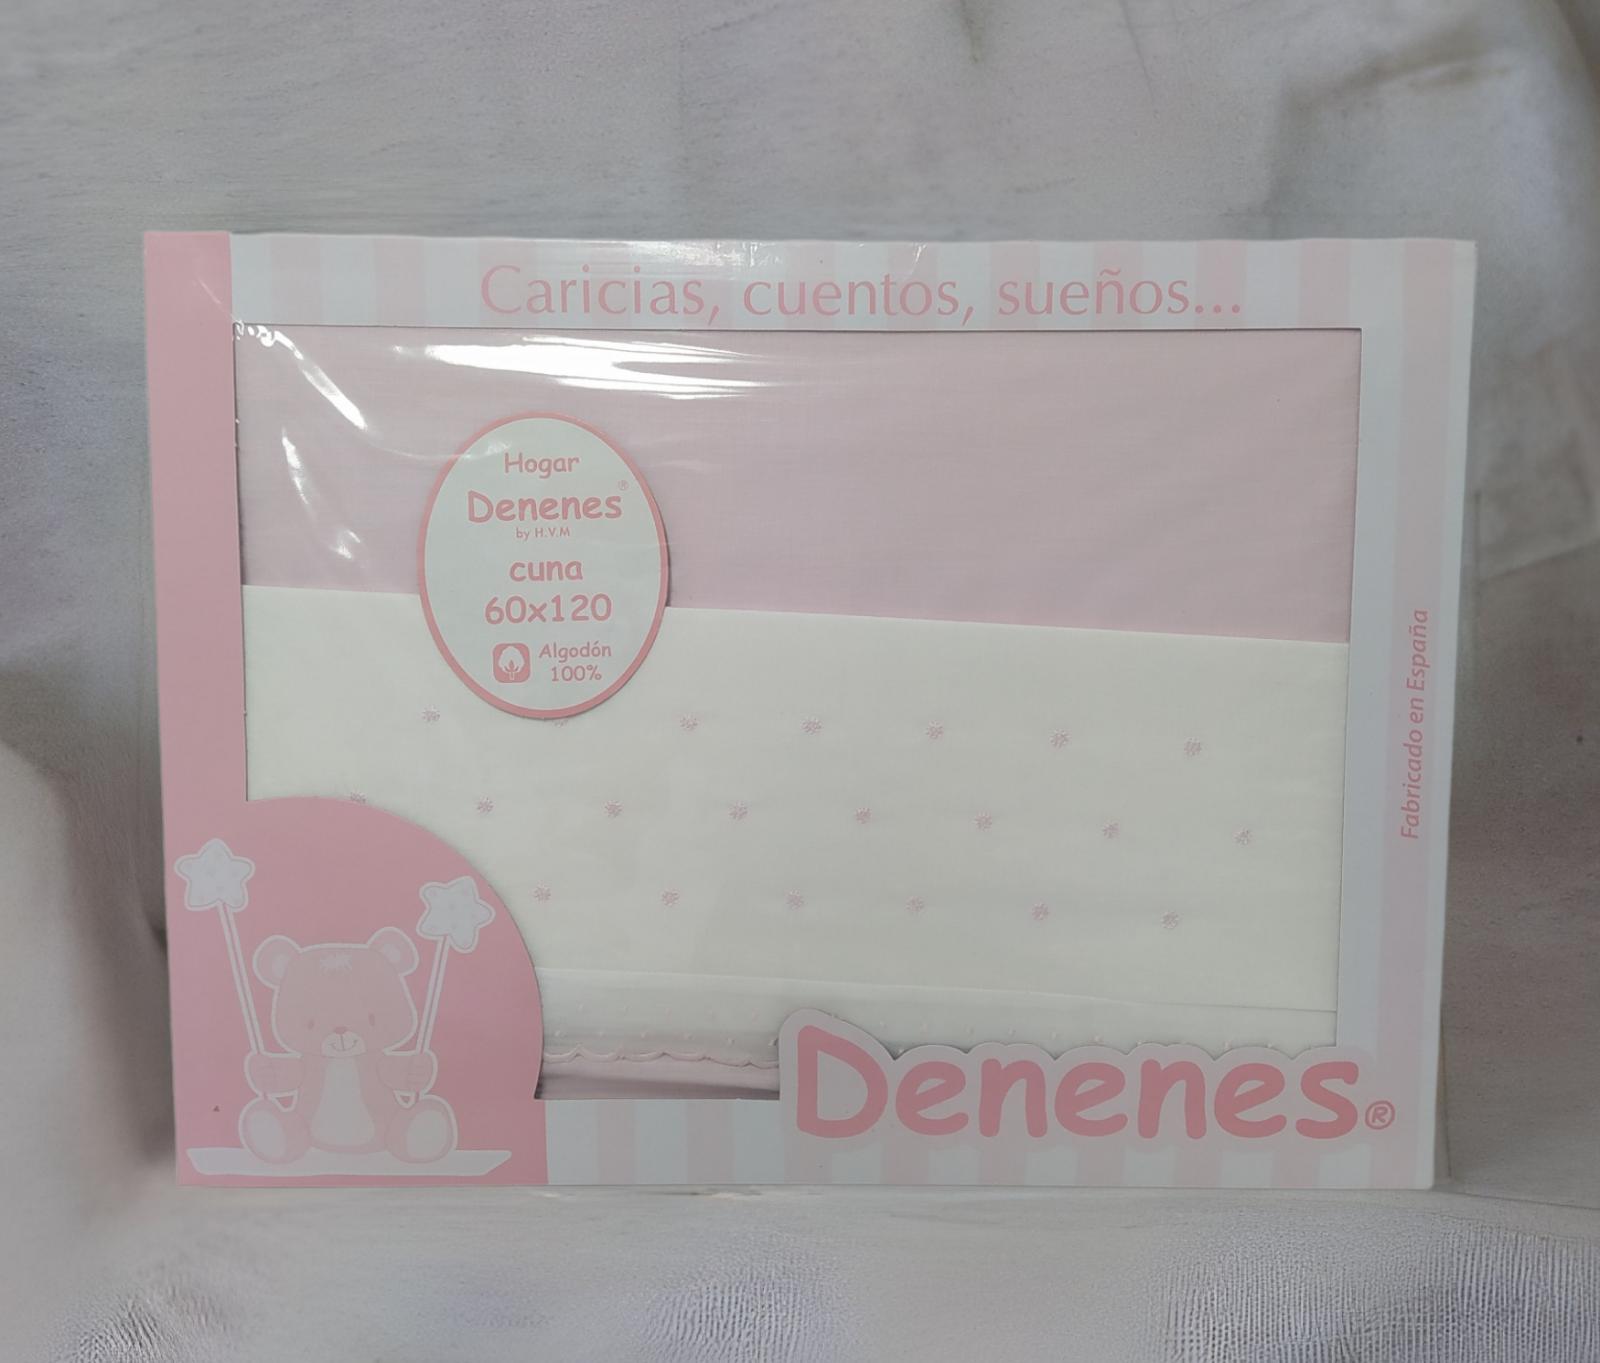 Caricias, cuentos, sueños...
Hogar
Denenes®
by H.V.M
cuna
60x120
Algodón
100%
Fabricado en España
Denenes®